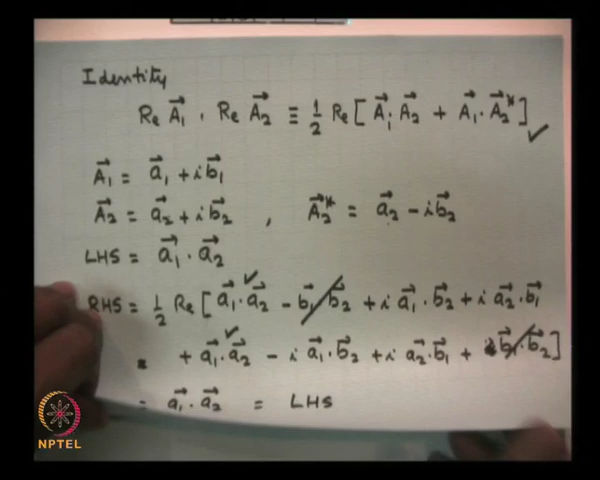 Identity
Re A⃗₁ . Re A⃗₂ ≡ ½ Re [ A⃗₁ . A⃗₂ + A⃗₁ . A⃗₂* ] ✓
A⃗₁ = a⃗₁ + i b⃗₁
A⃗₂ = a⃗₂ + i b⃗₂ , A⃗₂* = a⃗₂ - i b⃗₂
LHS = a⃗₁ . a⃗₂
RHS = ½ Re [ a⃗₁ . a⃗₂ - b⃗₁ . b⃗₂ + i a⃗₁ . b⃗₂ + i a⃗₂ . b⃗₁
+ a⃗₁ . a⃗₂ - i a⃗₁ . b⃗₂ + i a⃗₂ . b⃗₁ + b⃗₁ . b⃗₂ ]
= a⃗₁ . a⃗₂ = LHS
NPTEL